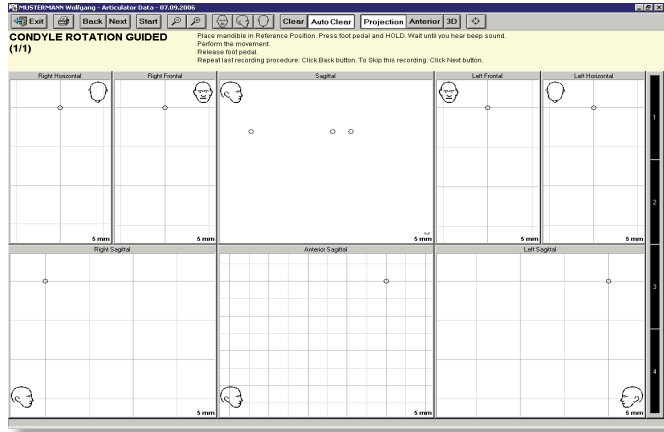 MUSTERMANN Wolfgang - Articulator Data - 07.09.2006
Exit Back Next Start Clear Auto Clear Projection Anterior 3D
CONDYLE ROTATION GUIDED
(1/1)
Place mandible in Reference Position. Press foot pedal and HOLD. Wait until you hear beep sound.
Perform the movement.
Release foot pedal.
Repeat last recording procedure: Click Back button. To Skip this recording: Click Next button.
Right Horizontal Right Frontal Sagittal Left Frontal Left Horizontal
1
2
5 mm 5 mm 5 mm 5 mm 5 mm
Right Sagittal Anterior Sagittal Left Sagittal
3
4
5 mm 5 mm 5 mm